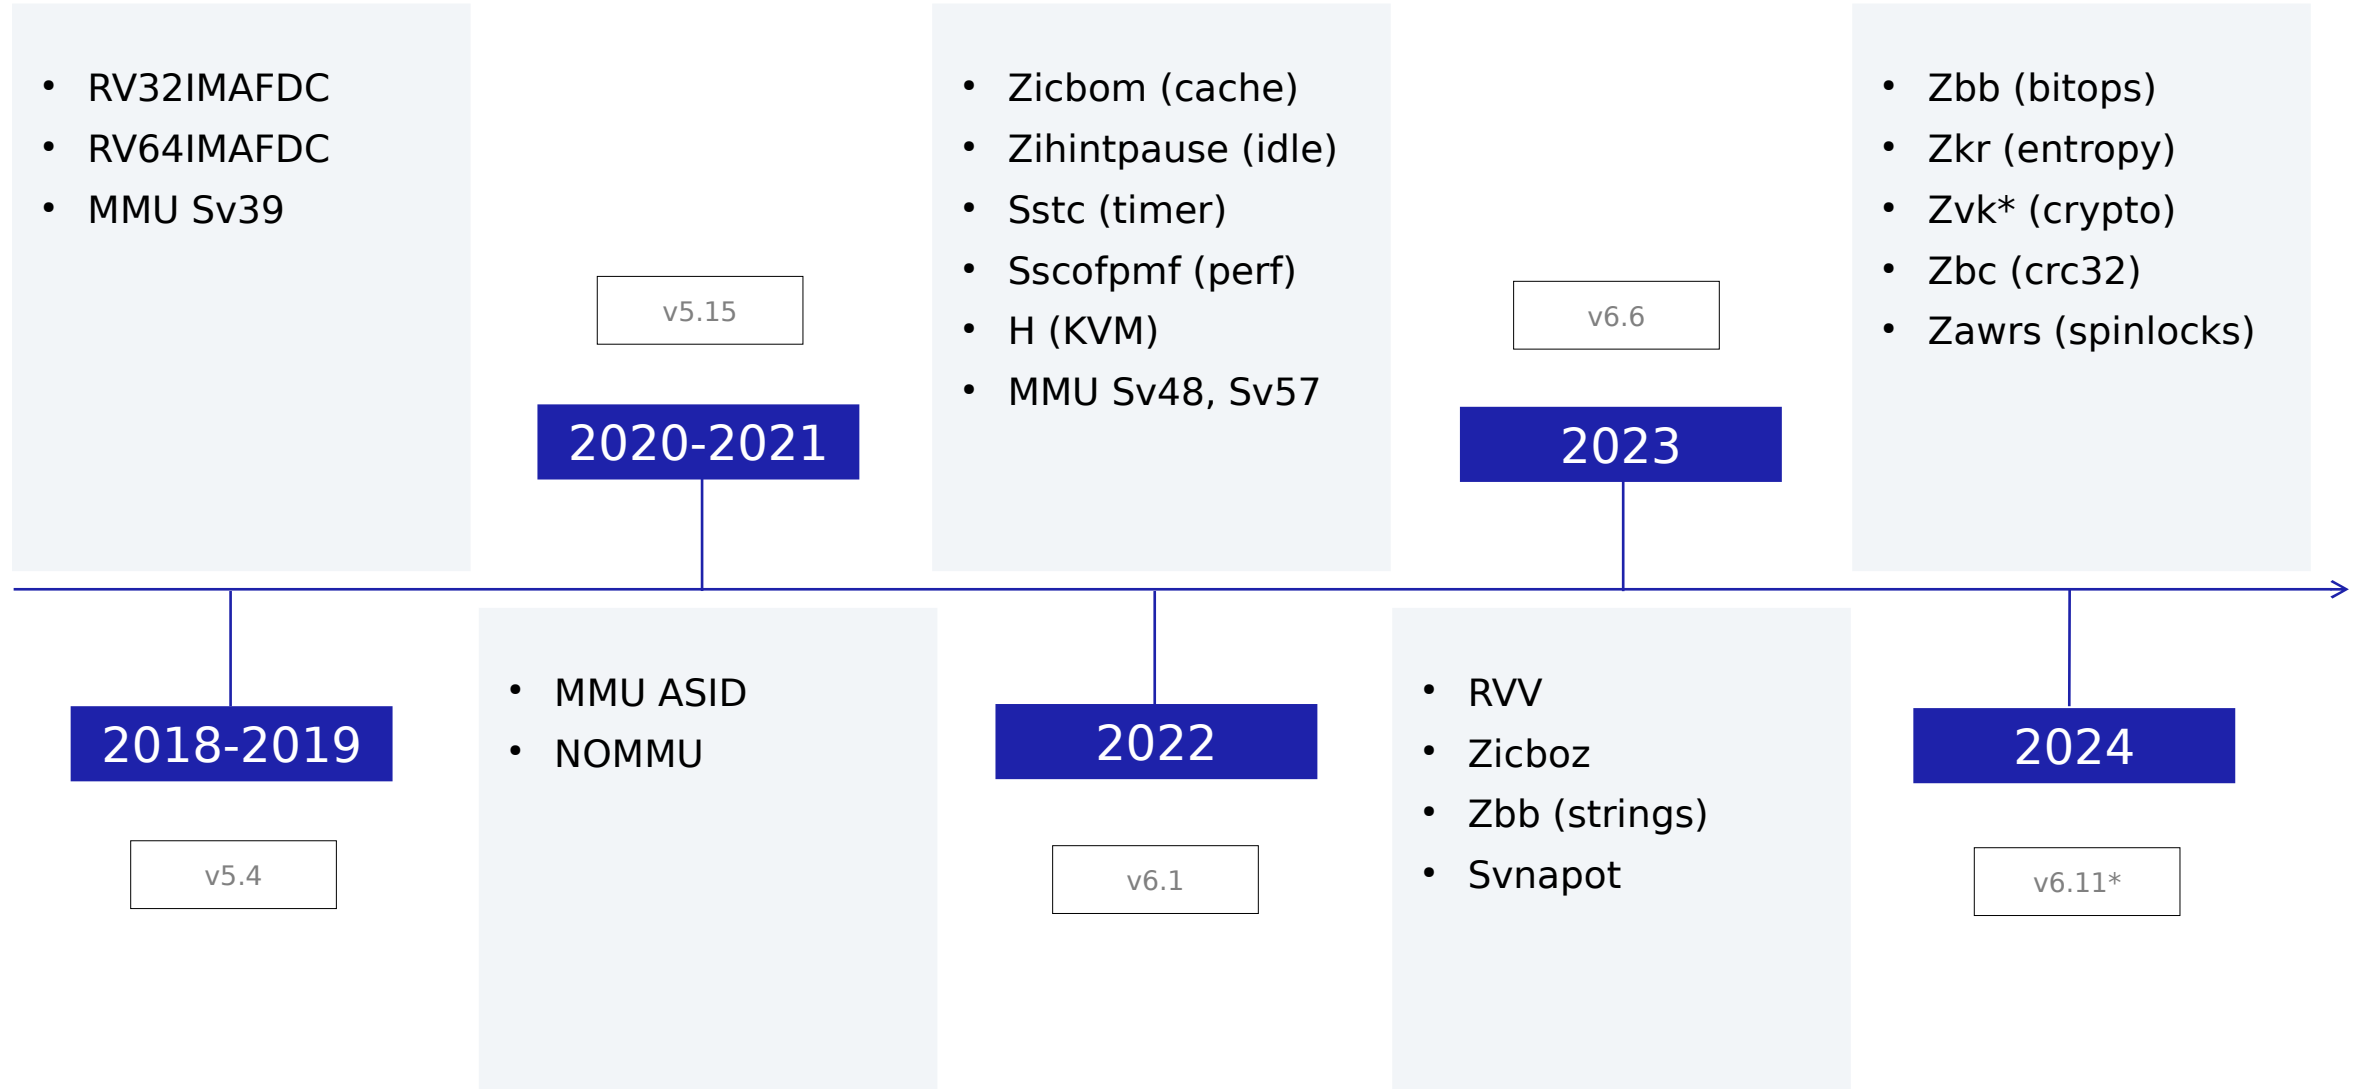 • RV32IMAFDC
• RV64IMAFDC
• MMU Sv39
2018-2019
v5.4
v5.15
2020-2021
• MMU ASID
• NOMMU
• Zicbom (cache)
• Zihintpause (idle)
• Sstc (timer)
• Sscofpmf (perf)
• H (KVM)
• MMU Sv48, Sv57
2022
v6.1
v6.6
2023
• RVV
• Zicboz
• Zbb (strings)
• Svnapot
• Zbb (bitops)
• Zkr (entropy)
• Zvk* (crypto)
• Zbc (crc32)
• Zawrs (spinlocks)
2024
v6.11*